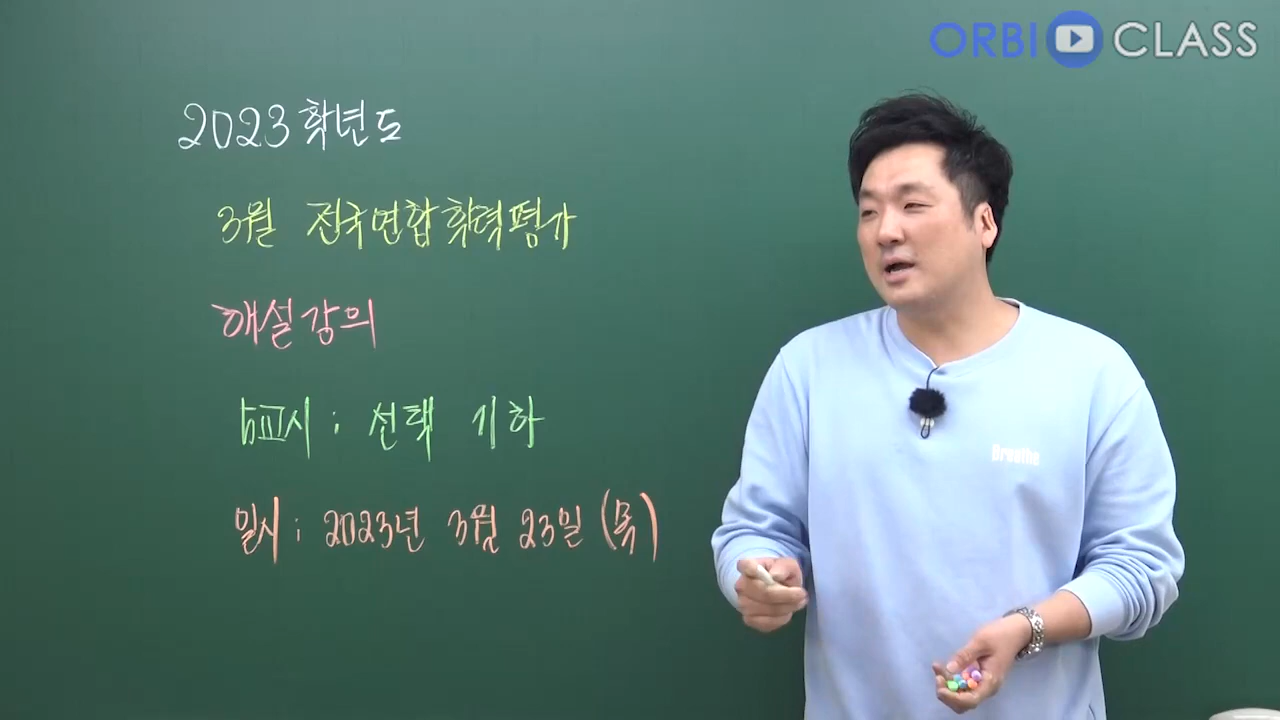 ORBI CLASS
2023학년도
3월 전국연합학력평가
해설강의
2교시 : 선택 기하
일시 : 2023년 3월 23일 (목)
Breathe